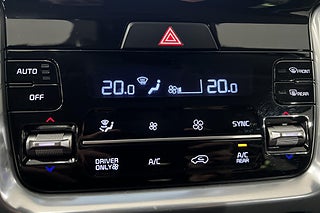 AUTO
FRONT
20.0 20.0
OFF
REAR
SYNC
DRIVER ONLY
A/C
A/C REAR